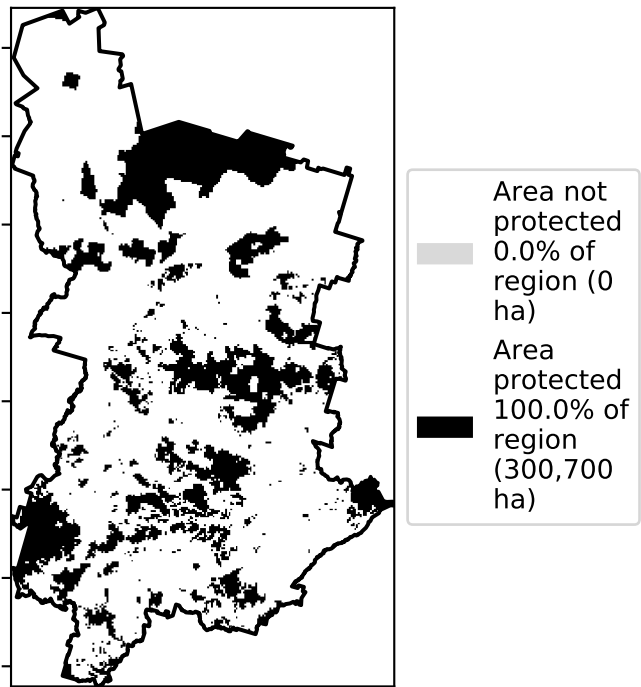 Area not
protected
0.0% of
region (0
ha)
Area
protected
100.0% of
region
(300,700
ha)